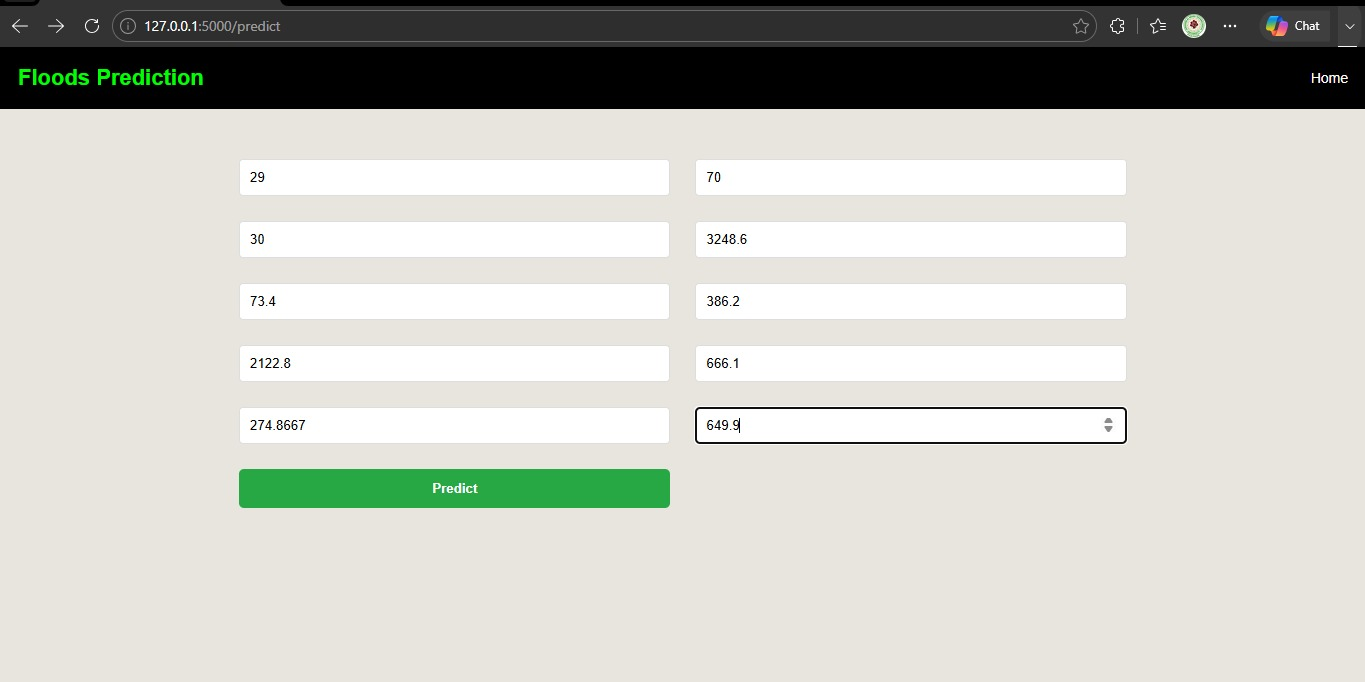 127.0.0.1:5000/predict
Chat
Floods Prediction
Home
29
70
30
3248.6
73.4
386.2
2122.8
666.1
274.8667
649.9
Predict